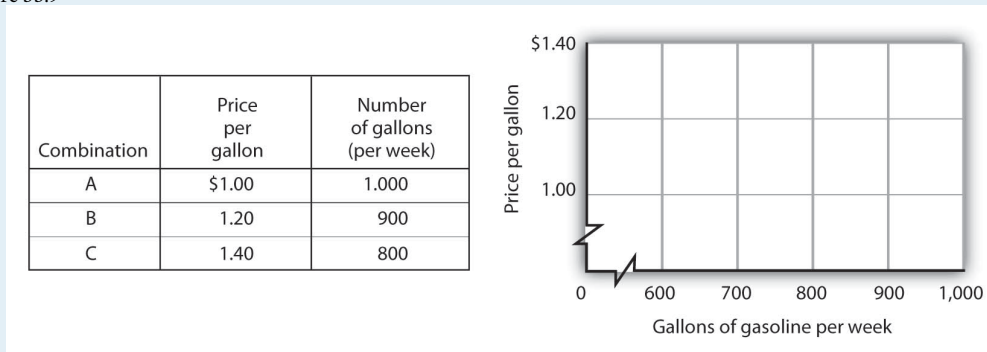 Price
per
gallon
Number
of gallons
(per week)
Combination
A $1.00 1.000
B 1.20 900
C 1.40 800
$1.40
1.20
1.00
Price per gallon
0 600 700 800 900 1,000
Gallons of gasoline per week